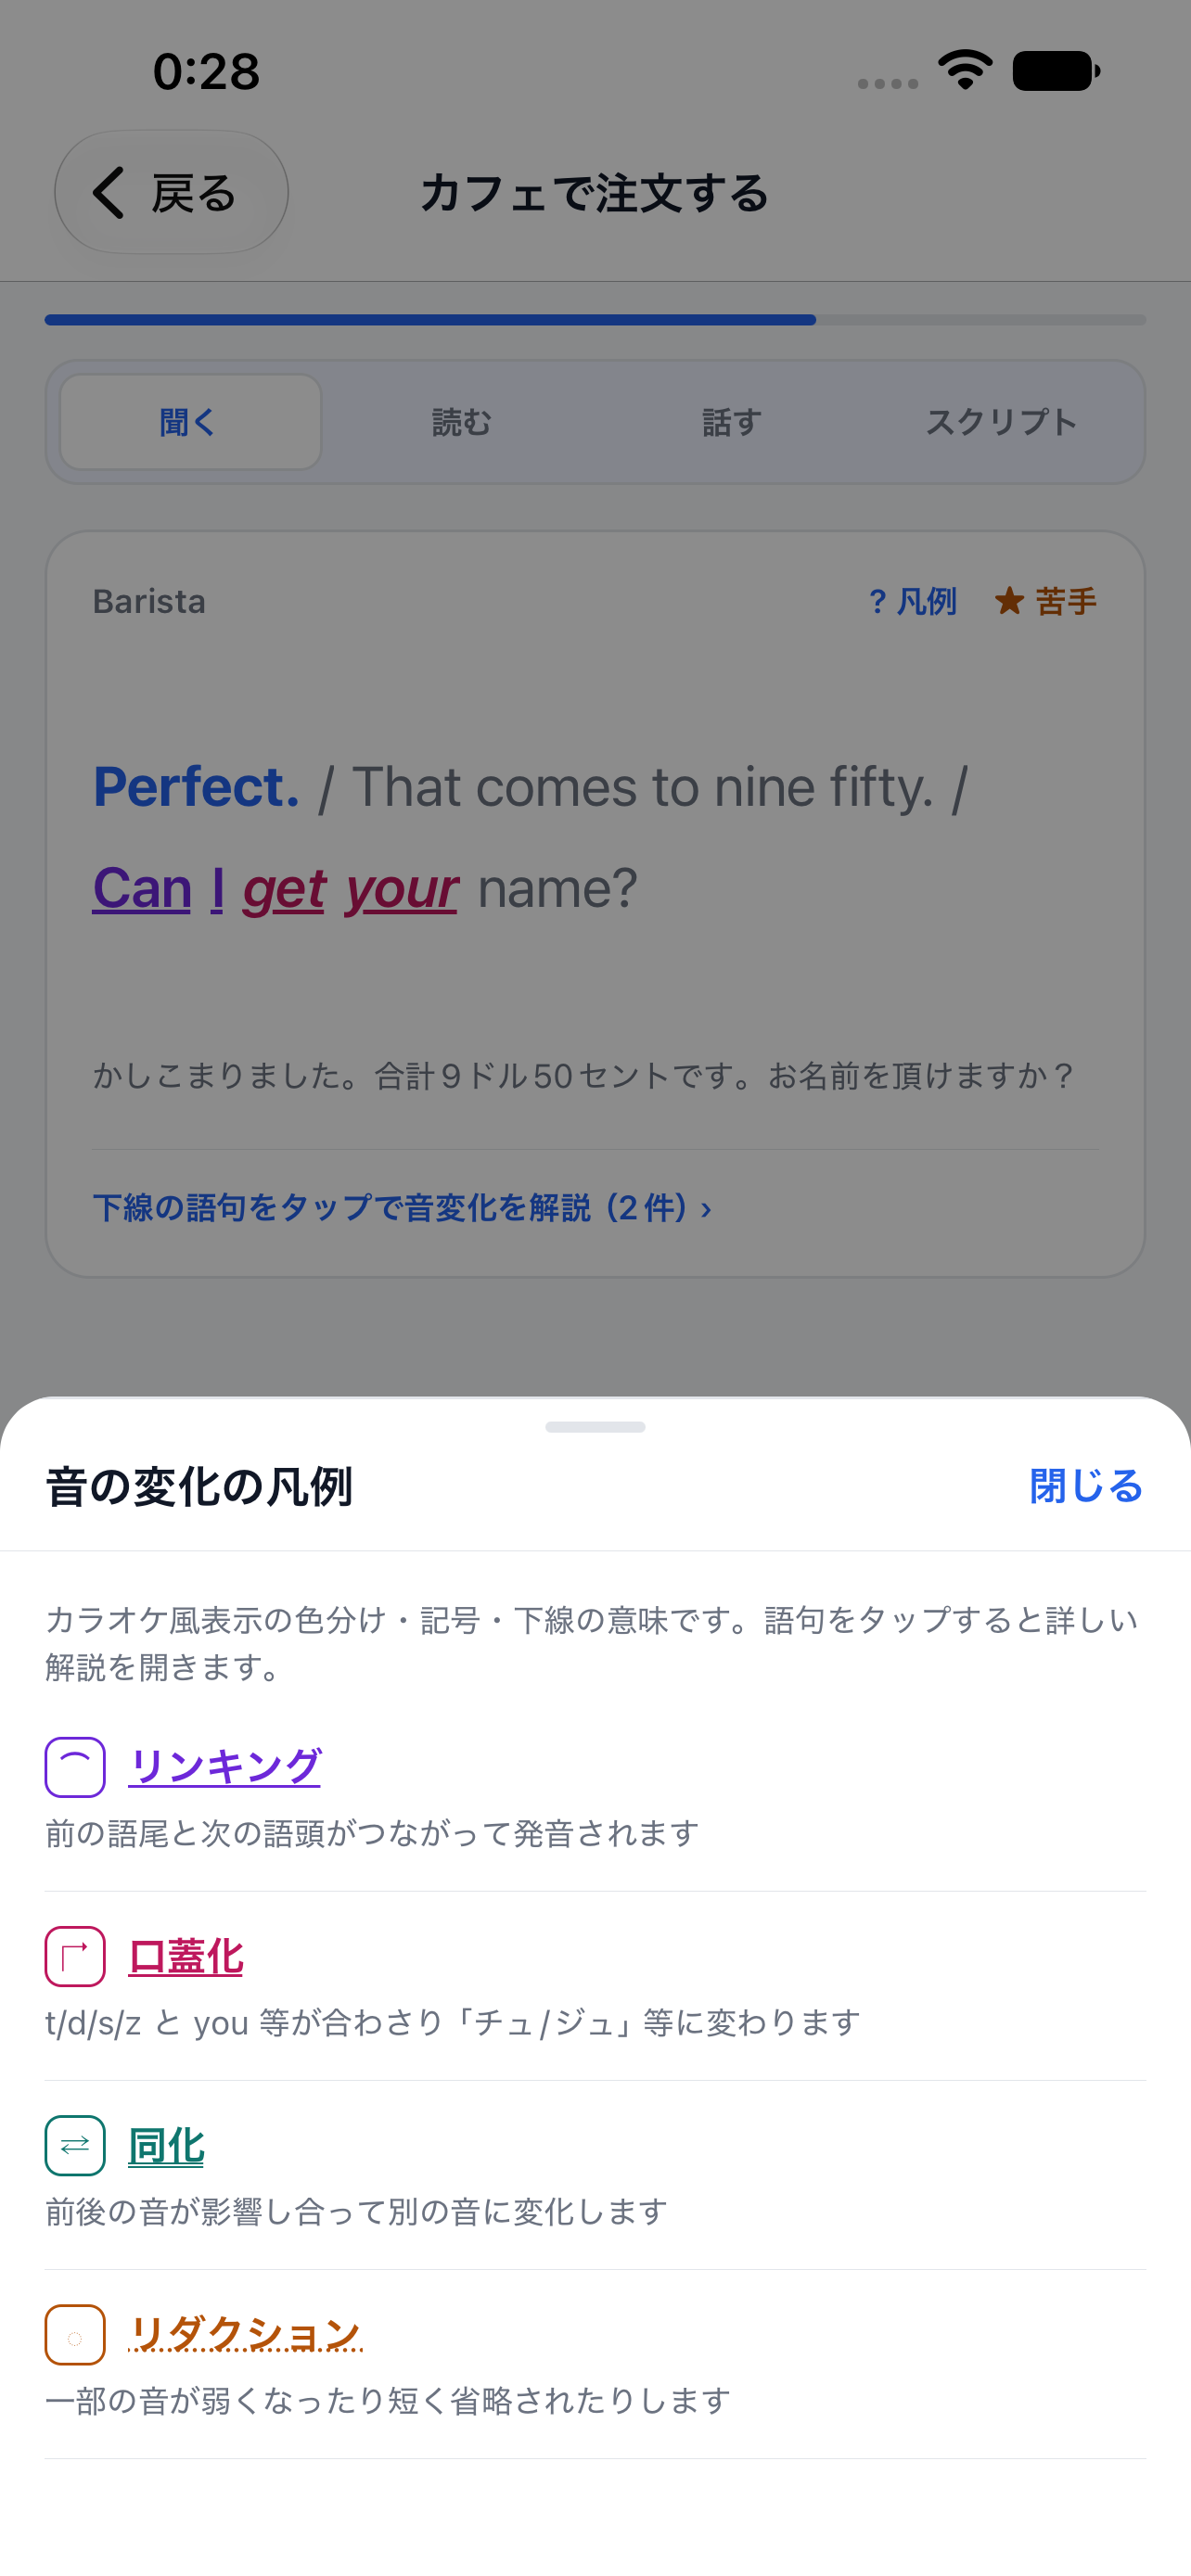 0:28
戻る
カフェで注文する
聞く 読む 話す スクリプト
Barista ? 凡例 ★ 苦手
Perfect. / That comes to nine fifty. /
Can I get your name?
かしこまりました。合計9ドル50セントです。お名前を頂けますか？
下線の語句をタップで音変化を解説（2件）›
音の変化の凡例 閉じる
カラオケ風表示の色分け・記号・下線の意味です。語句をタップすると詳しい
解説を開きます。
リンキング
前の語尾と次の語頭がつながって発音されます
口蓋化
t/d/s/z と you 等が合わさり「チュ/ジュ」等に変わります
同化
前後の音が影響し合って別の音に変化します
リダクション
一部の音が弱くなったり短く省略されたりします